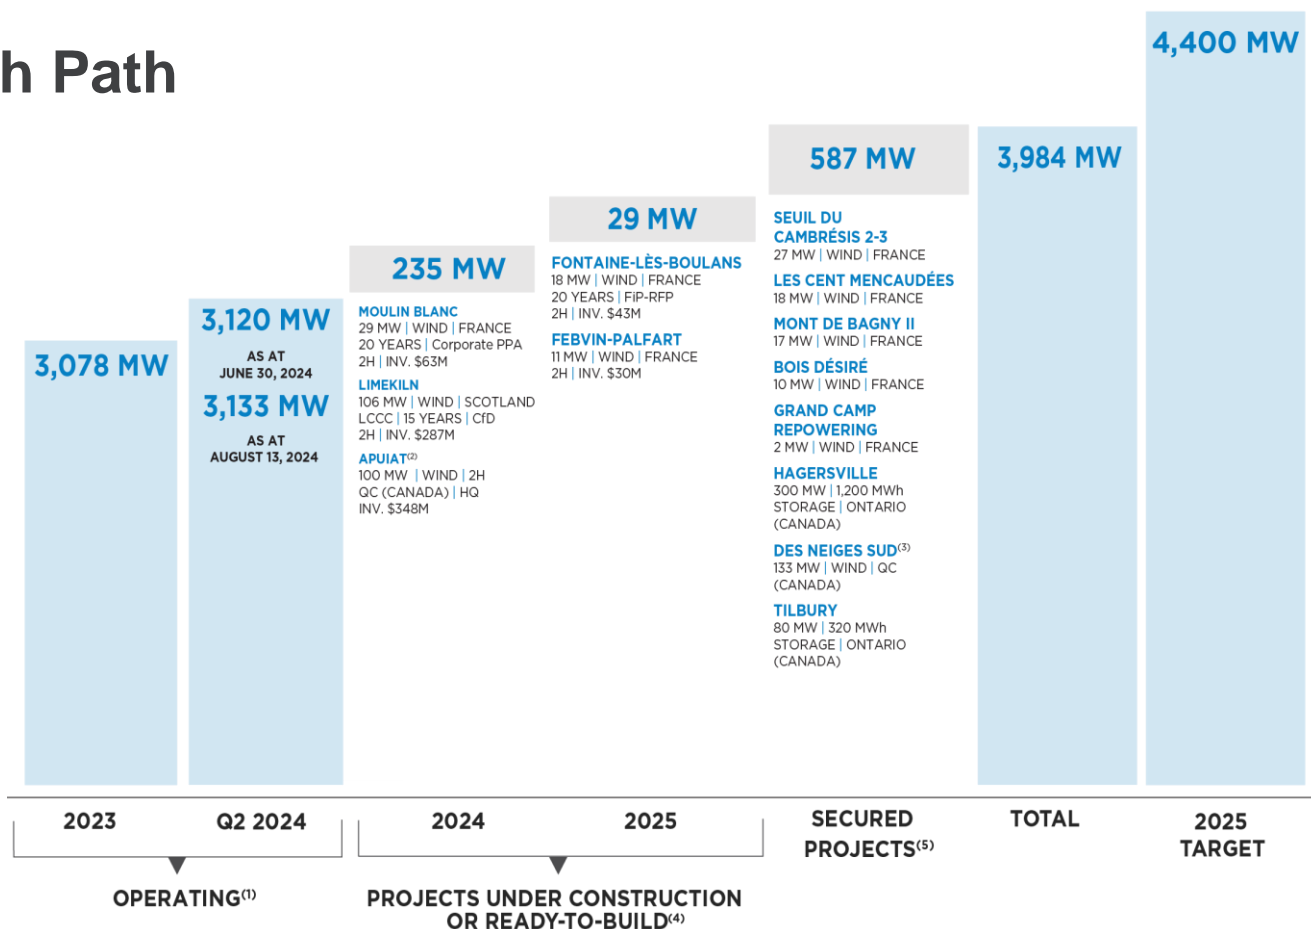 h Path
3,078 MW
3,120 MW
AS AT
JUNE 30, 2024
3,133 MW
AS AT
AUGUST 13, 2024
235 MW
MOULIN BLANC
29 MW | WIND | FRANCE
20 YEARS | Corporate PPA
2H | INV. $63M
LIMEKILN
106 MW | WIND | SCOTLAND
LCCC | 15 YEARS | CfD
2H | INV. $287M
APUIAT(2)
100 MW | WIND | 2H
QC (CANADA) | HQ
INV. $348M
29 MW
FONTAINE-LÈS-BOULANS
18 MW | WIND | FRANCE
20 YEARS | FiP-RFP
2H | INV. $43M
FEBVIN-PALFART
11 MW | WIND | FRANCE
2H | INV. $30M
587 MW
SEUIL DU
CAMBRÉSIS 2-3
27 MW | WIND | FRANCE
LES CENT MENCAUDÉES
18 MW | WIND | FRANCE
MONT DE BAGNY II
17 MW | WIND | FRANCE
BOIS DÉSIRÉ
10 MW | WIND | FRANCE
GRAND CAMP
REPOWERING
2 MW | WIND | FRANCE
HAGERSVILLE
300 MW | 1,200 MWh
STORAGE | ONTARIO
(CANADA)
DES NEIGES SUD(3)
133 MW | WIND | QC
(CANADA)
TILBURY
80 MW | 320 MWh
STORAGE | ONTARIO
(CANADA)
3,984 MW
4,400 MW
2023
Q2 2024
2024
2025
SECURED
PROJECTS(5)
TOTAL
2025
TARGET
OPERATING(1)
PROJECTS UNDER CONSTRUCTION
OR READY-TO-BUILD(4)